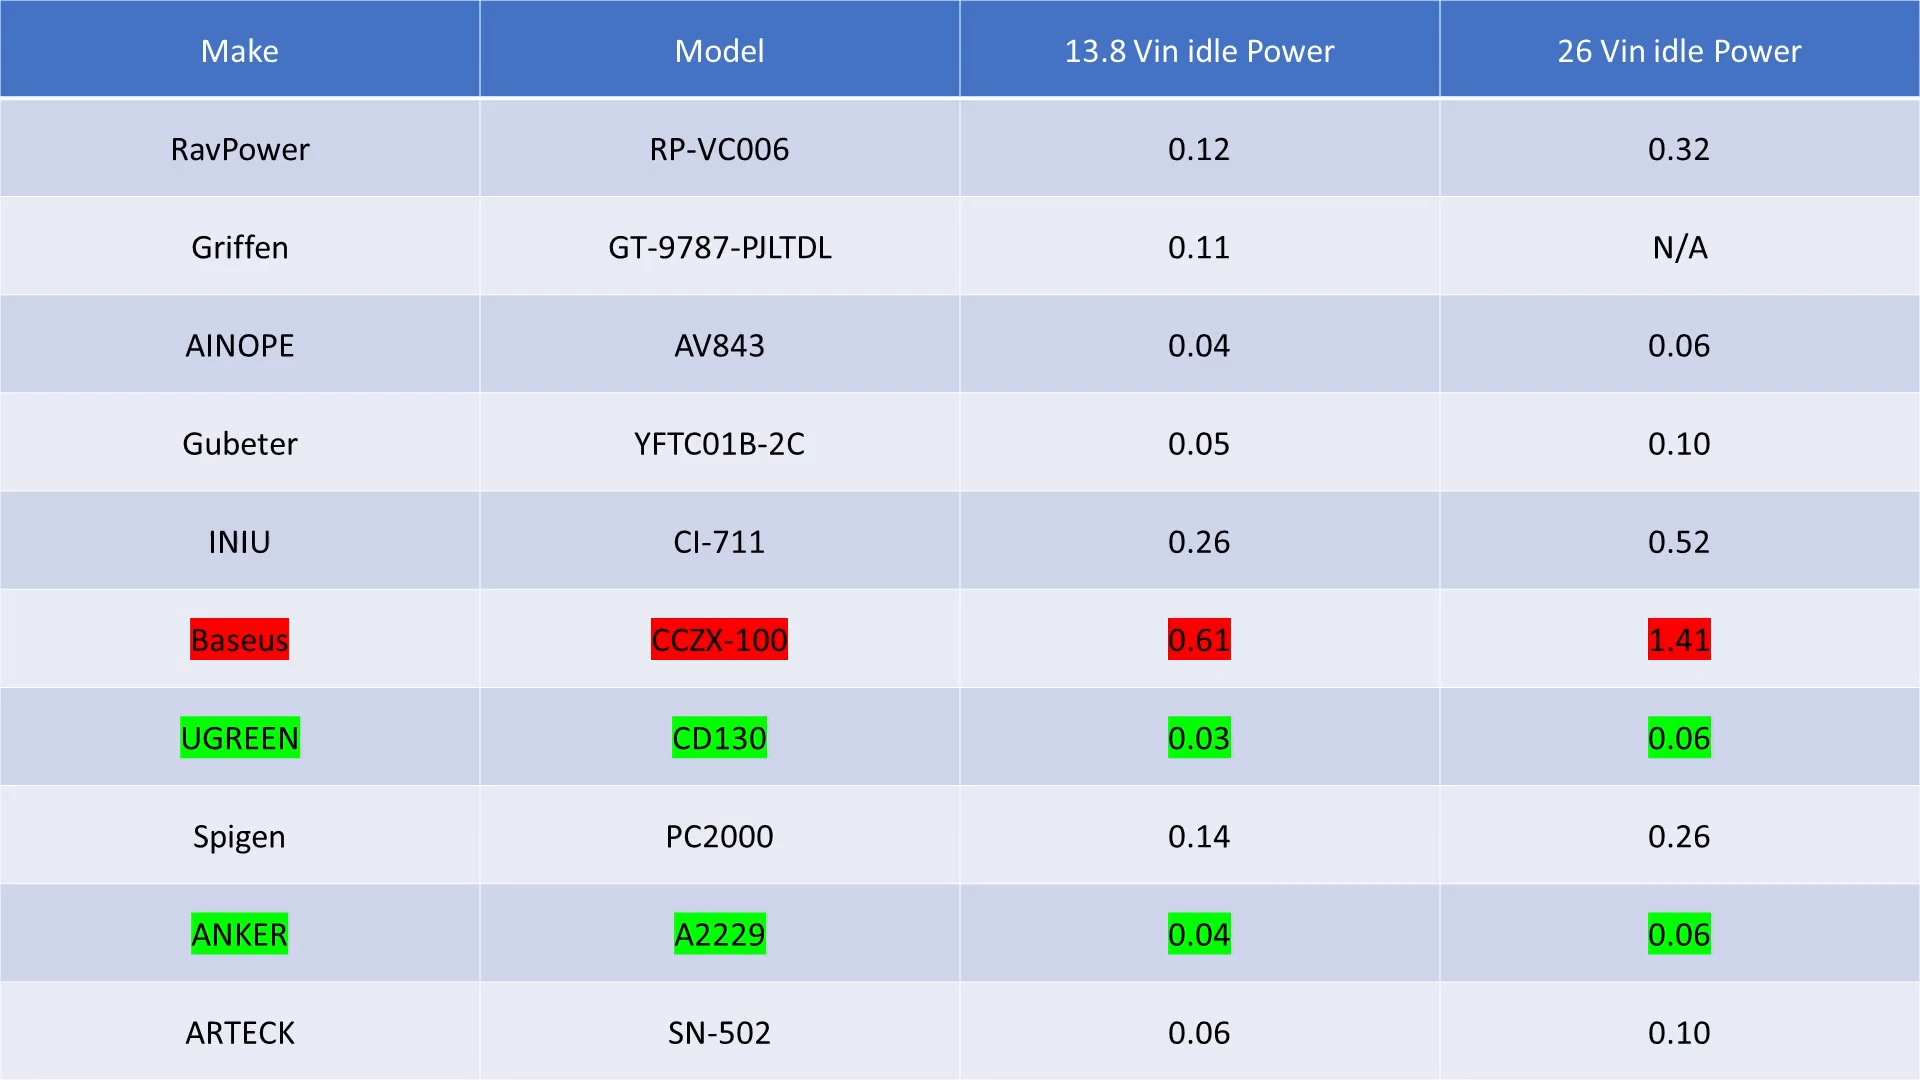 Make Model 13.8 Vin idle Power 26 Vin idle Power
RavPower RP-VC006 0.12 0.32
Griffen GT-9787-PJLTDL 0.11 N/A
AINOPE AV843 0.04 0.06
Gubeter YFTC01B-2C 0.05 0.10
INIU CI-711 0.26 0.52
Baseus CCZX-100 0.61 1.41
UGREEN CD130 0.03 0.06
Spigen PC2000 0.14 0.26
ANKER A2229 0.04 0.06
ARTECK SN-502 0.06 0.10